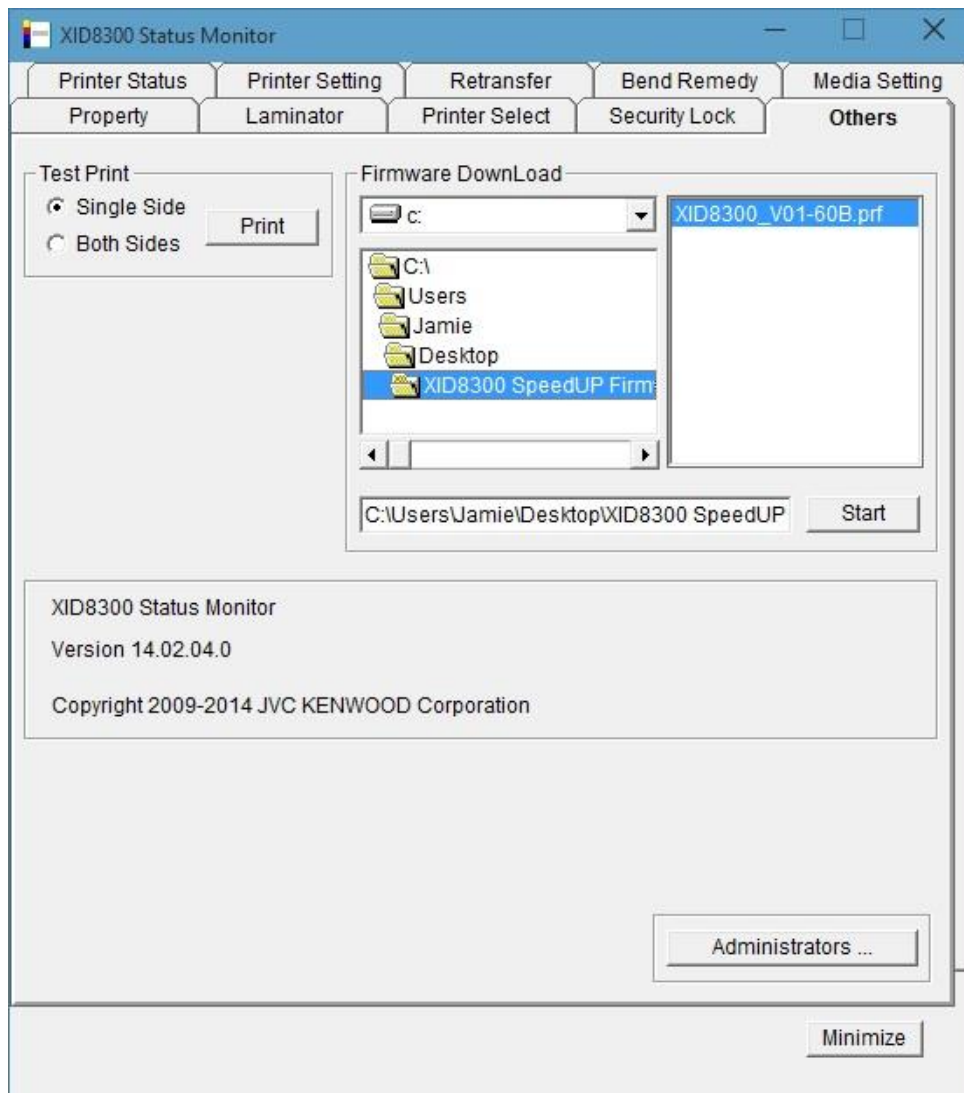 XID8300 Status Monitor
Printer Status Printer Setting Retransfer Bend Remedy Media Setting
Property Laminator Printer Select Security Lock Others
Test Print
Single Side
Both Sides
Print
Firmware DownLoad
c:
C:\
Users
Jamie
Desktop
XID8300 SpeedUP Firm
XID8300_V01-60B.prf
C:\Users\Jamie\Desktop\XID8300 SpeedUP
Start
XID8300 Status Monitor
Version 14.02.04.0
Copyright 2009-2014 JVC KENWOOD Corporation
Administrators ...
Minimize